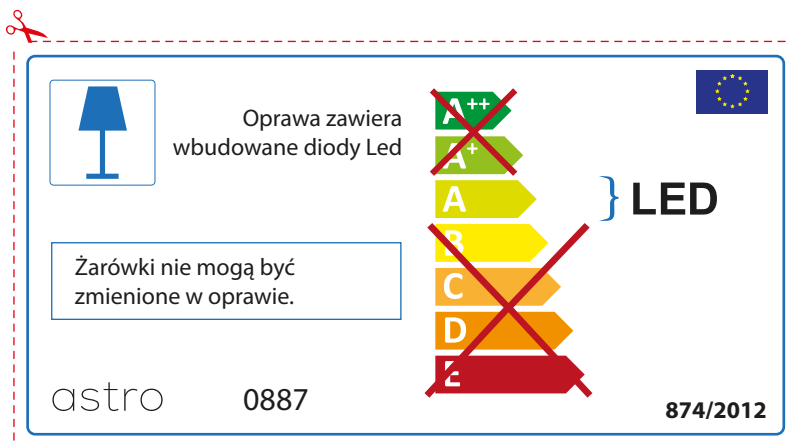 Oprawa zawiera
wbudowane diody Led
A++
A+
A
B
C
D
E
LED
Żarówki nie mogą być
zmienione w oprawie.
astro
0887
874/2012